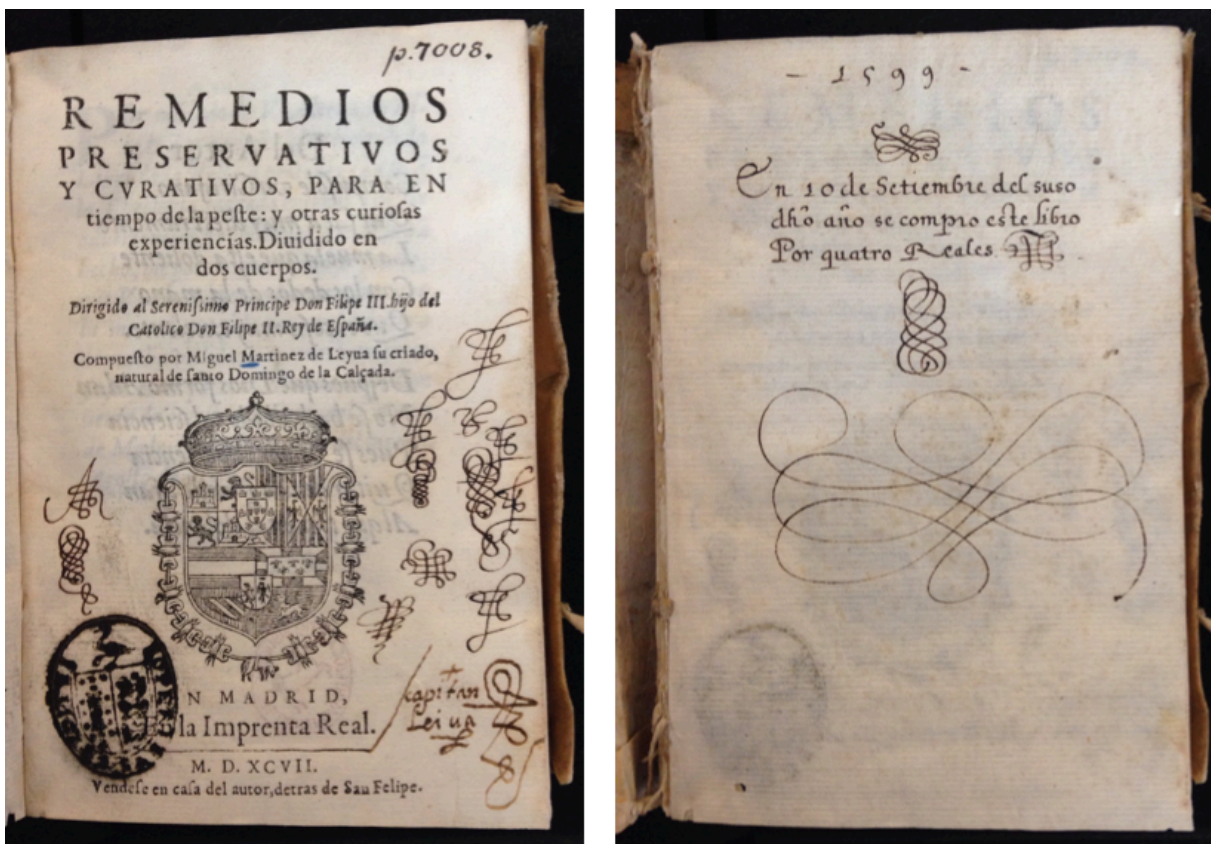 p.7008.
REMEDIOS
PRESERVATIVOS
Y CVRATIVOS, PARA EN
tiempo de la peſte: y otras curioſas
experiencias. Diuidido en
dos cuerpos.
Dirigido al Sereniſsimo Principe Don Filipe III. hijo del
Catolico Don Filipe II. Rey de España.
Compueſto por Miguel Martinez de Leyua ſu criado,
natural de ſanto Domingo de la Calçada.
capitan
Leiua
EN MADRID,
En la Imprenta Real.
M. D. XCVII.
Vendeſe en caſa del autor, detras de Sau Felipe.
- 1599 -
En 10 de Setiembre del suso
dhõ año se compro este libro
Por quatro Reales